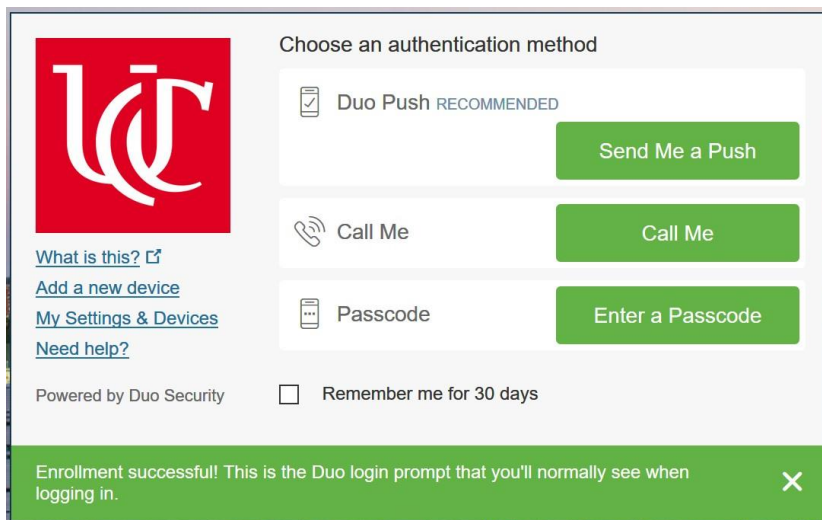 UC
Choose an authentication method
Duo Push RECOMMENDED
Send Me a Push
Call Me
Call Me
Passcode
Enter a Passcode
What is this?
Add a new device
My Settings & Devices
Need help?
Powered by Duo Security
Remember me for 30 days
Enrollment successful! This is the Duo login prompt that you'll normally see when
logging in.